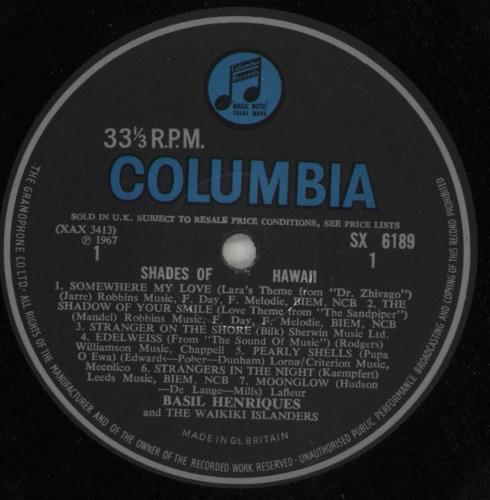 Columbia
Records
MAGIC NOTES
TRADE MARK
33⅓ R.P.M.
COLUMBIA
SOLD IN U.K. SUBJECT TO RESALE PRICE CONDITIONS, SEE PRICE LISTS
(XAX 3413)
℗ 1967
1
SX 6189
1
SHADES OF HAWAII
1. SOMEWHERE MY LOVE (Lara's Theme from "Dr. Zhivago")
(Jarre) Robbins Music, F. Day, F. Melodie, BIEM, NCB 2. THE
SHADOW OF YOUR SMILE (Love Theme from "The Sandpiper")
(Mandel) Robbins Music, F. Day, F. Melodie, BIEM, NCB
3. STRANGER ON THE SHORE (Bilk) Sherwin Music Ltd.
4. EDELWEISS (From "The Sound of Music") (Rodgers)
Williamson Music, Chappell 5. PEARLY SHELLS (Pupa
O Ewa) (Edwards—Pober—Dunham) Lorna/Criterion Music,
Mecolico 6. STRANGERS IN THE NIGHT (Kaempfert)
Leeds Music, BIEM, NCB 7. MOONGLOW (Hudson
—De Lange—Mills) Lafleur
BASIL HENRIQUES
AND THE WAIKIKI ISLANDERS
MADE IN Gt. BRITAIN
THE GRAMOPHONE CO. LTD. ALL RIGHTS OF THE MANUFACTURER AND OF THE OWNER OF THE RECORDED WORK RESERVED · UNAUTHORISED PUBLIC PERFORMANCE BROADCASTING AND COPYING OF THIS RECORD PROHIBITED